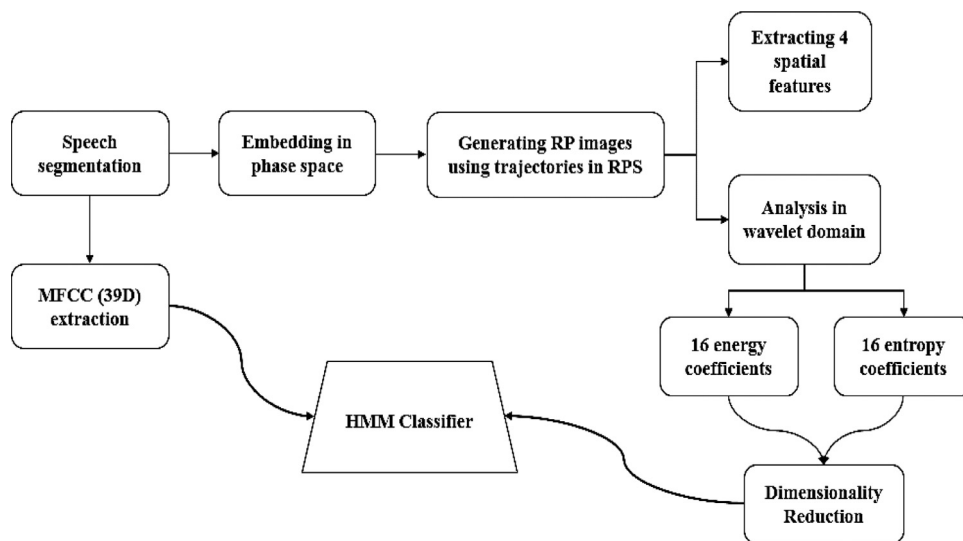 Extracting 4
spatial
features
Speech
segmentation
Embedding in
phase space
Generating RP images
using trajectories in RPS
Analysis in
wavelet domain
MFCC (39D)
extraction
16 energy
coefficients
16 entropy
coefficients
HMM Classifier
Dimensionality
Reduction